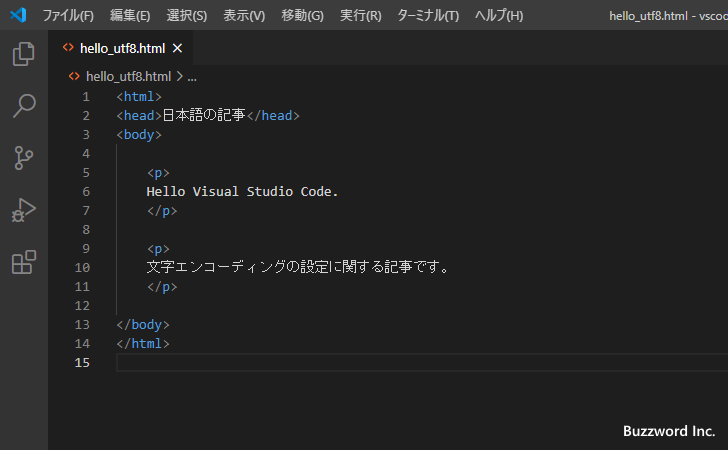 ファイル(F) 編集(E) 選択(S) 表示(V) 移動(G) 実行(R) ターミナル(T) ヘルプ(H) hello_utf8.html - vscod
hello_utf8.html
hello_utf8.html > ...
1 <html>
2 <head>日本語の記事</head>
3 <body>
4
5 <p>
6 Hello Visual Studio Code.
7 </p>
8
9 <p>
10 文字エンコーディングの設定に関する記事です。
11 </p>
12
13 </body>
14 </html>
15
Buzzword Inc.